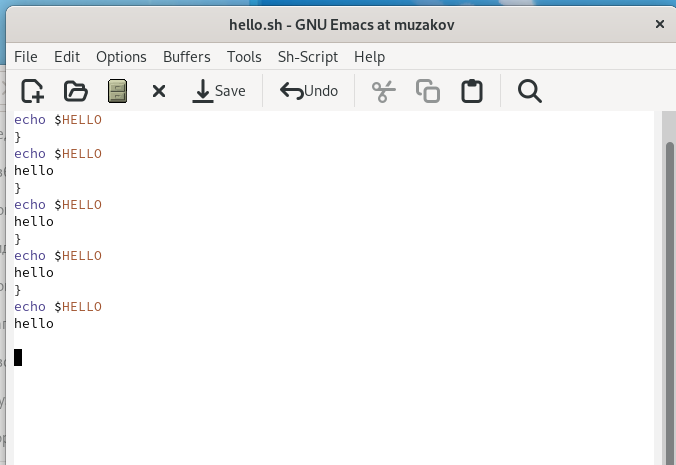 hello.sh - GNU Emacs at muzakov
File Edit Options Buffers Tools Sh-Script Help
Save Undo
echo $HELLO
}
echo $HELLO
hello
}
echo $HELLO
hello
}
echo $HELLO
hello
}
echo $HELLO
hello